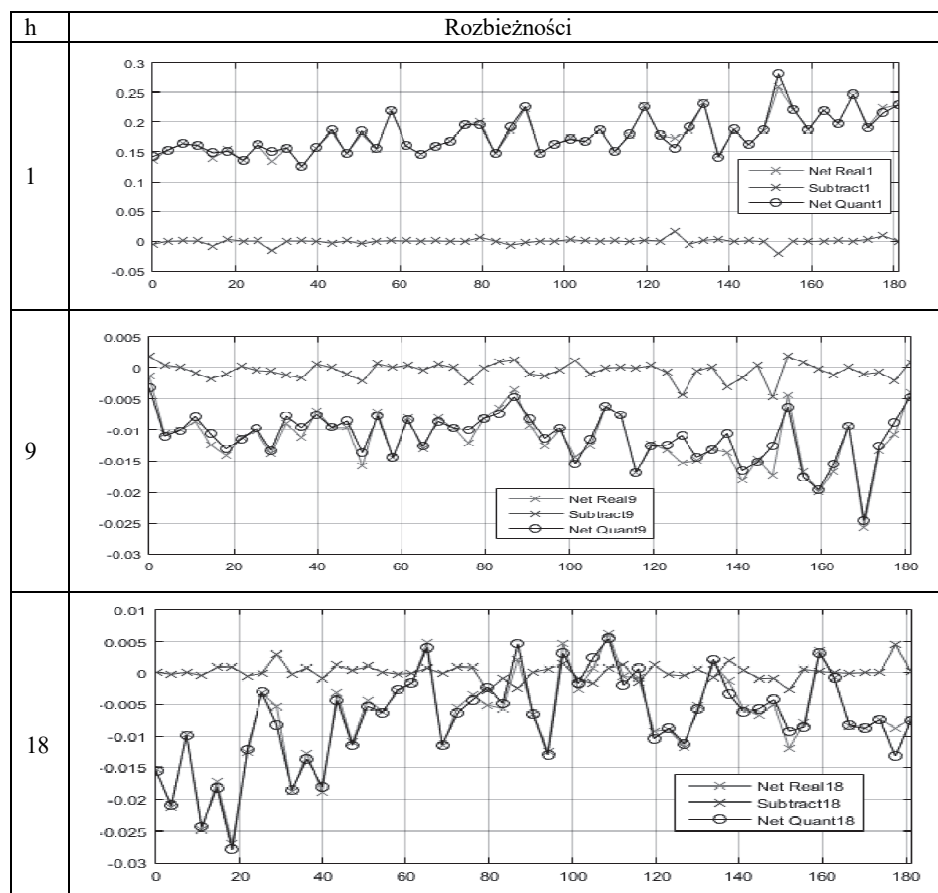 h Rozbieżności
1
0.3
0.25
0.2
0.15
0.1
0.05
0
-0.05
0 20 40 60 80 100 120 140 160 180
Net Real1
Subtract1
Net Quant1
9
0.005
0
-0.005
-0.01
-0.015
-0.02
-0.025
-0.03
0 20 40 60 80 100 120 140 160 180
Net Real9
Subtract9
Net Quant9
18
0.01
0.005
0
-0.005
-0.01
-0.015
-0.02
-0.025
-0.03
0 20 40 60 80 100 120 140 160 180
Net Real18
Subtract18
Net Quant18